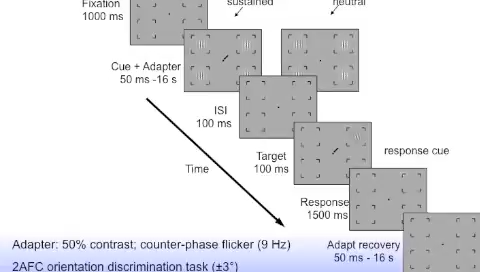 sustained
neutral
Fixation
1000 ms
Cue + Adapter
50 ms -16 s
ISI
100 ms
Target
100 ms
response cue
Time
Response
1500 ms
Adapt recovery
50 ms - 16 s
Adapter: 50% contrast; counter-phase flicker (9 Hz)
2AFC orientation discrimination task (±3°)